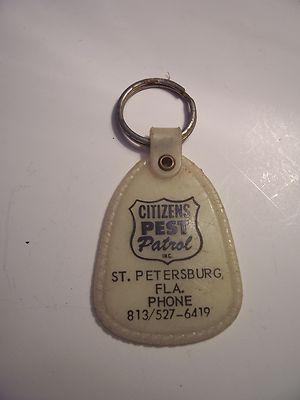 CITIZENS
PEST
Patrol
INC.
ST. PETERSBURG,
FLA.
PHONE
813/527-6419